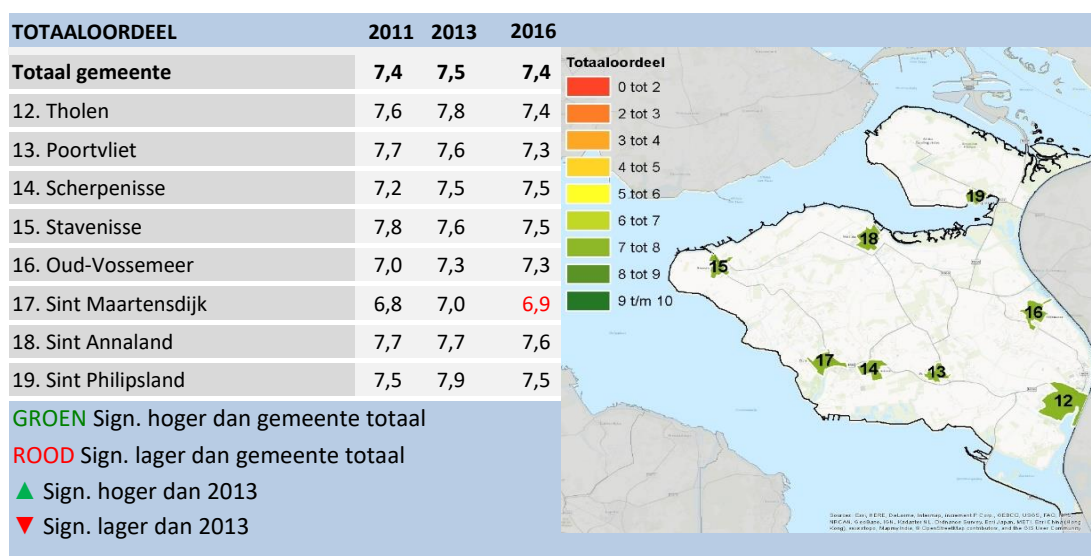 TOTAALOORDEEL 2011 2013 2016
Totaal gemeente 7,4 7,5 7,4
12. Tholen 7,6 7,8 7,4
13. Poortvliet 7,7 7,6 7,3
14. Scherpenisse 7,2 7,5 7,5
15. Stavenisse 7,8 7,6 7,5
16. Oud-Vossemeer 7,0 7,3 7,3
17. Sint Maartensdijk 6,8 7,0 6,9
18. Sint Annaland 7,7 7,7 7,6
19. Sint Philipsland 7,5 7,9 7,5
GROEN Sign. hoger dan gemeente totaal
ROOD Sign. lager dan gemeente totaal
▲ Sign. hoger dan 2013
▼ Sign. lager dan 2013
Totaaloordeel
0 tot 2
2 tot 3
3 tot 4
4 tot 5
5 tot 6
6 tot 7
7 tot 8
8 tot 9
9 t/m 10
19
18
15
16
17
14
13
12